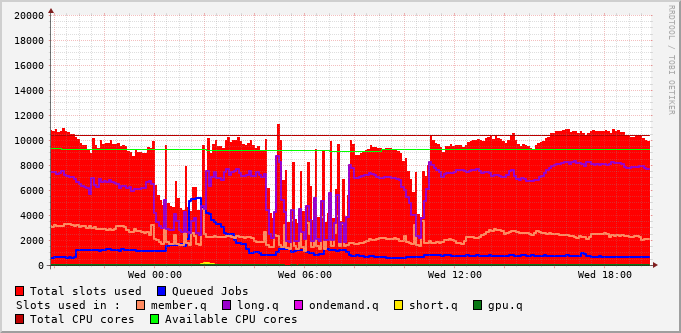 20000
18000
16000
14000
12000
10000
8000
6000
4000
2000
0
Wed 00:00 Wed 06:00 Wed 12:00 Wed 18:00
Total slots used Queued Jobs
Slots used in : member.q long.q ondemand.q short.q gpu.q
Total CPU cores Available CPU cores
RRDTOOL / TOBI OETIKER